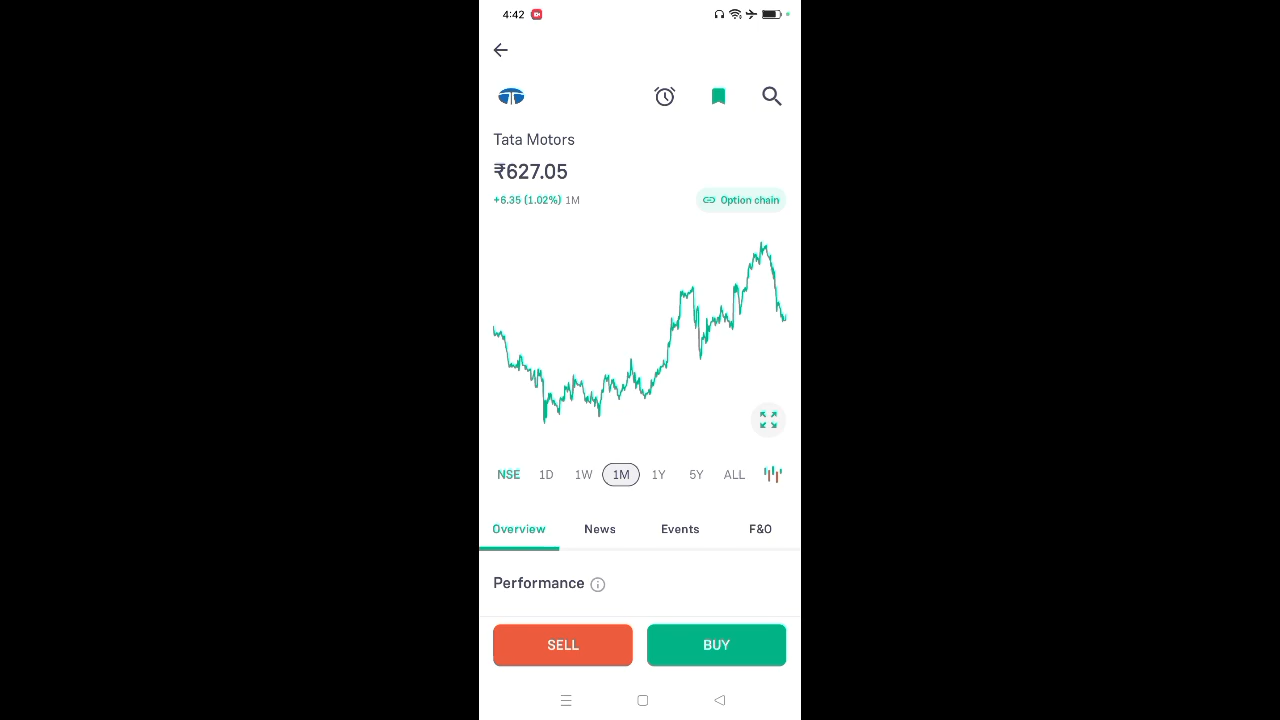 4:42
Tata Motors
₹627.05
+6.35 (1.02%) 1M
Option chain
NSE 1D 1W 1M 1Y 5Y ALL
Overview News Events F&O
Performance
SELL BUY